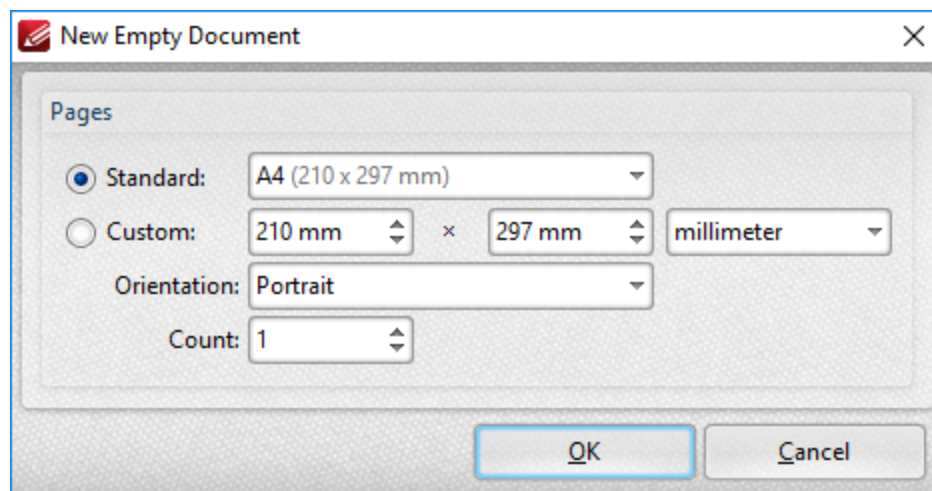 New Empty Document
Pages
Standard: A4 (210 x 297 mm)
Custom: 210 mm × 297 mm millimeter
Orientation: Portrait
Count: 1
OK Cancel